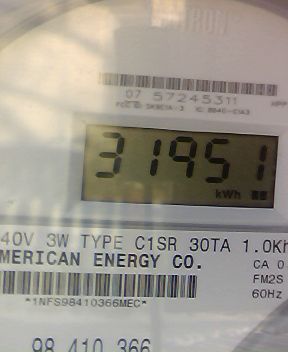 07 57245311
31951
kWh
40V 3W TYPE C1SR 30TA 1.0Kh
MERICAN ENERGY CO.
CA 0
FM2S
60Hz
*1NFS98410366MEC*
98 410 366